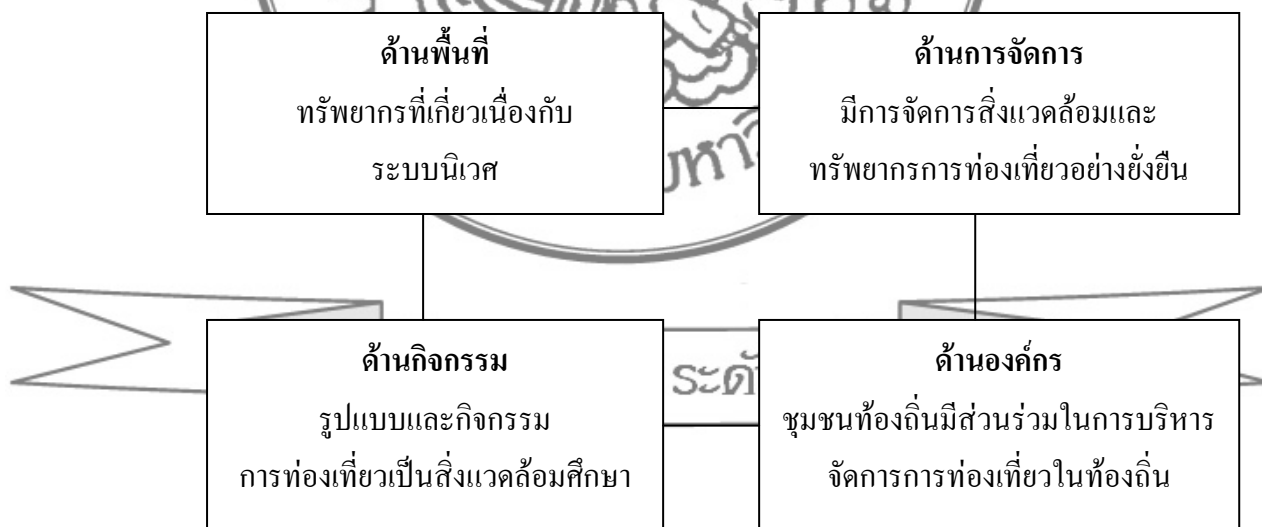 ด้านพื้นที่
ทรัพยากรที่เกี่ยวเนื่องกับ
ระบบนิเวศ
ด้านการจัดการ
มีการจัดการสิ่งแวดล้อมและ
ทรัพยากรการท่องเที่ยวอย่างยั่งยืน
ด้านกิจกรรม
รูปแบบและกิจกรรม
การท่องเที่ยวเป็นสิ่งแวดล้อมศึกษา
ด้านองค์กร
ชุมชนท้องถิ่นมีส่วนร่วมในการบริหาร
จัดการการท่องเที่ยวในท้องถิ่น